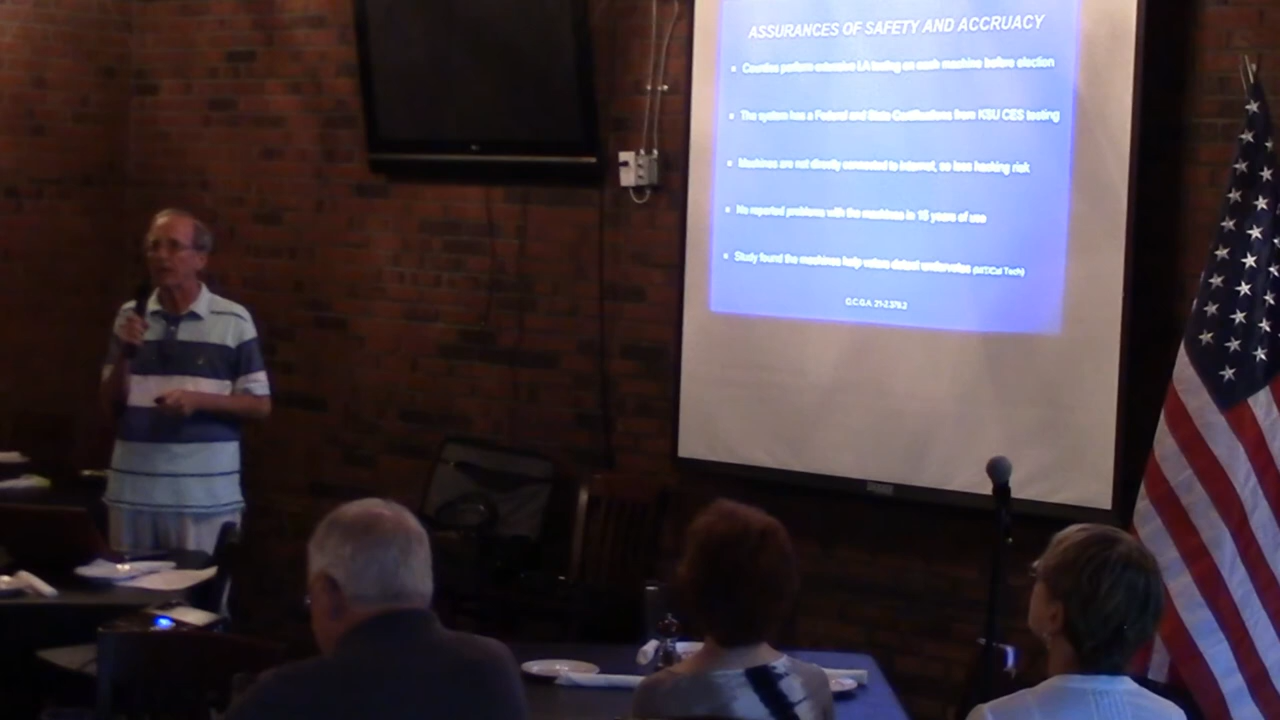 ASSURANCES OF SAFETY AND ACCRUACY
Counties perform extensive LA testing on each machine before election
The system has a Federal and State Certifications from KSU CES testing
Machines are not directly connected to internet, so less hacking risk
No reported problems with the machines in 15 years of use
Study found the machines help voters detect undervotes (MIT/Cal Tech)
O.C.G.A. 21-2.379.2